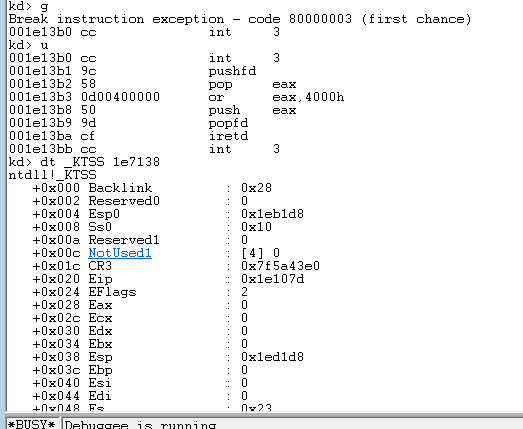 kd> g
Break instruction exception - code 80000003 (first chance)
001e13b0 cc int 3
kd> u
001e13b0 cc int 3
001e13b1 9c pushfd
001e13b2 58 pop eax
001e13b3 0d00400000 or eax,4000h
001e13b8 50 push eax
001e13b9 9d popfd
001e13ba cf iretd
001e13bb cc int 3
kd> dt _KTSS 1e7138
ntdll!_KTSS
+0x000 Backlink : 0x28
+0x002 Reserved0 : 0
+0x004 Esp0 : 0x1eb1d8
+0x008 Ss0 : 0x10
+0x00a Reserved1 : 0
+0x00c NotUsed1 : [4] 0
+0x01c CR3 : 0x7f5a43e0
+0x020 Eip : 0x1e107d
+0x024 EFlags : 2
+0x028 Eax : 0
+0x02c Ecx : 0
+0x030 Edx : 0
+0x034 Ebx : 0
+0x038 Esp : 0x1ed1d8
+0x03c Ebp : 0
+0x040 Esi : 0
+0x044 Edi : 0
+0x048 Es : 0x23
*BUSY* Debuggee is running